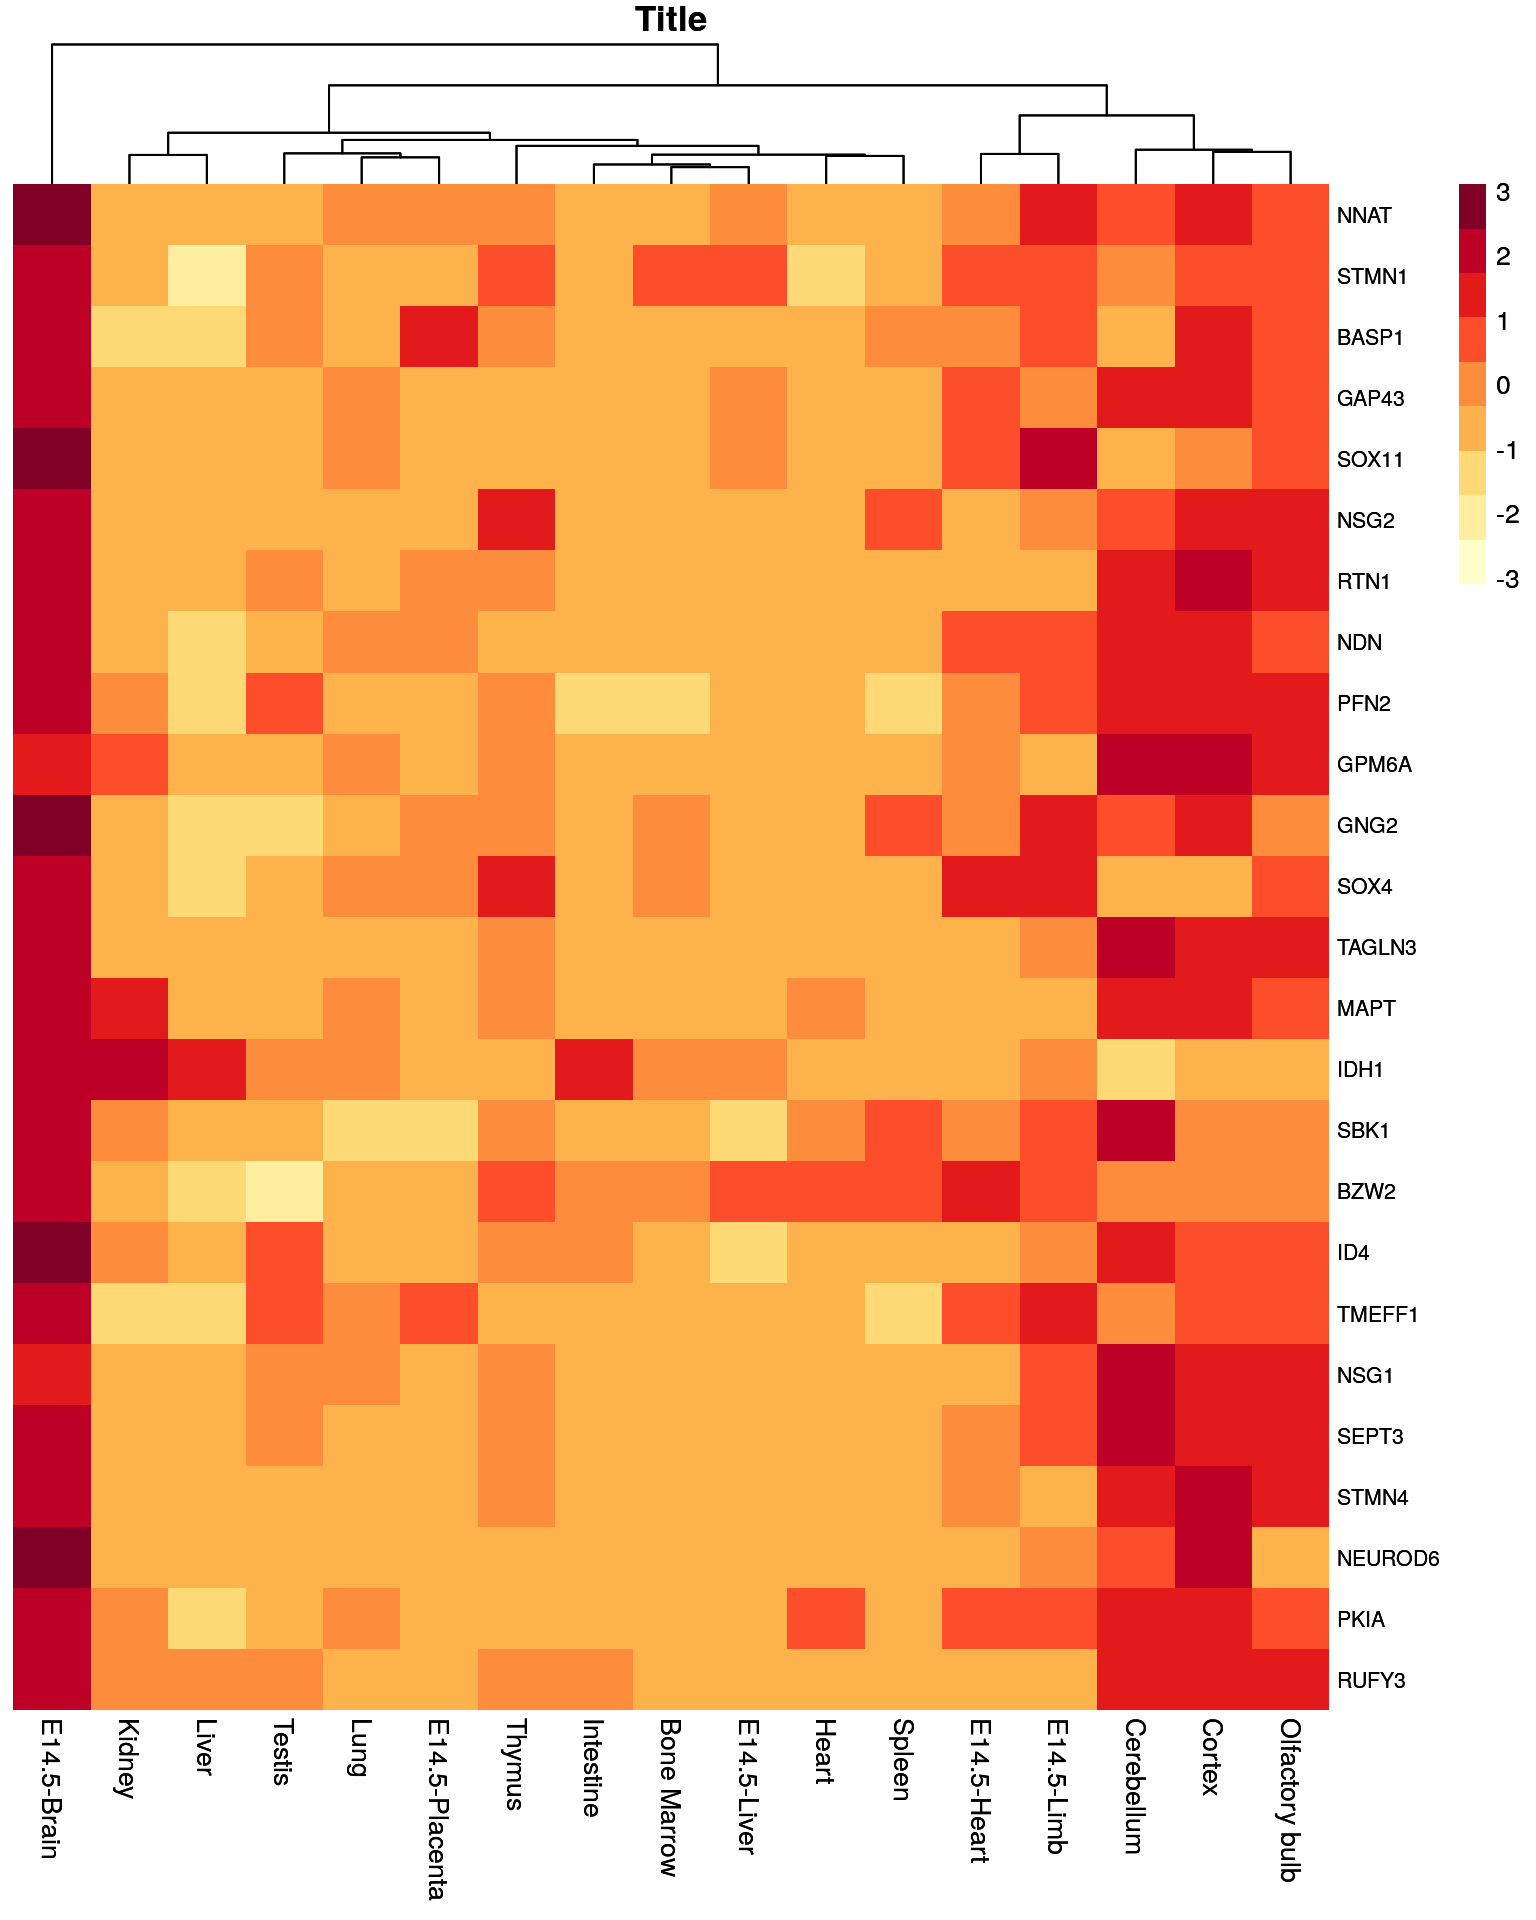 Title
NNAT
STMN1
BASP1
GAP43
SOX11
NSG2
RTN1
NDN
PFN2
GPM6A
GNG2
SOX4
TAGLN3
MAPT
IDH1
SBK1
BZW2
ID4
TMEFF1
NSG1
SEPT3
STMN4
NEUROD6
PKIA
RUFY3
3
2
1
0
-1
-2
-3
E14.5-Brain
Kidney
Liver
Testis
Lung
E14.5-Placenta
Thymus
Intestine
Bone Marrow
E14.5-Liver
Heart
Spleen
E14.5-Heart
E14.5-Limb
Cerebellum
Cortex
Olfactory bulb